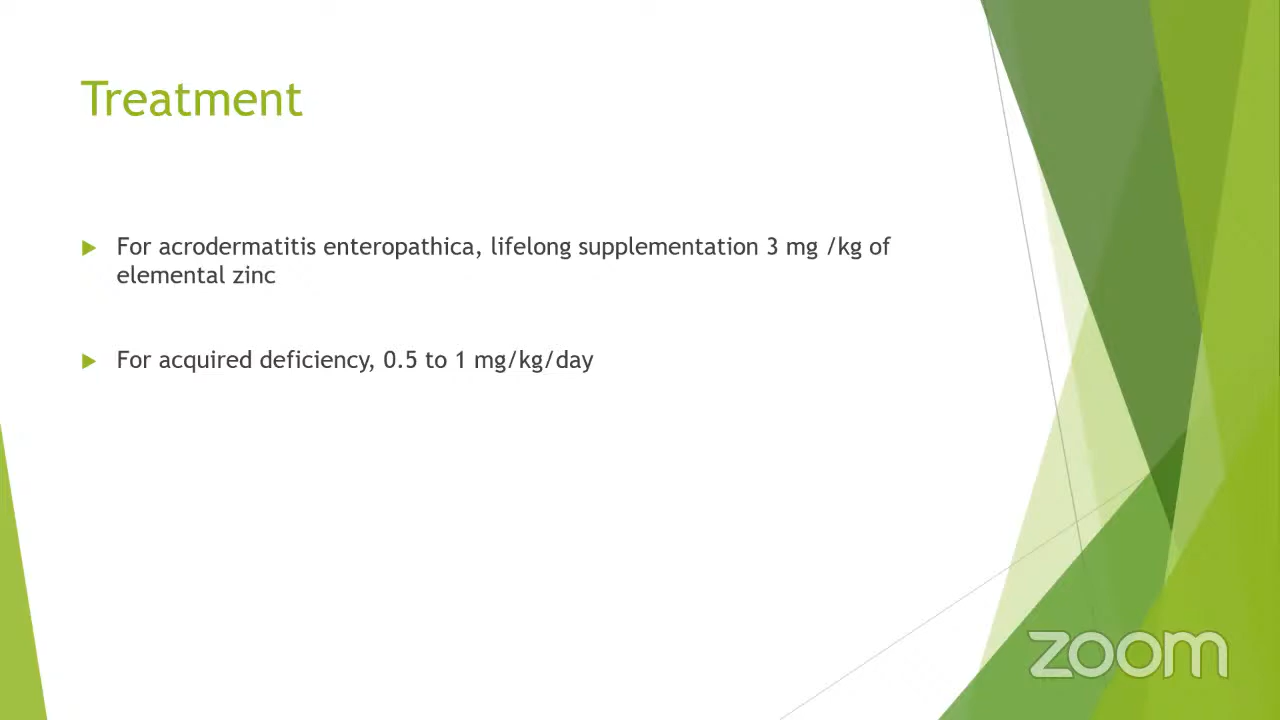 Treatment
For acrodermatitis enteropathica, lifelong supplementation 3 mg /kg of
elemental zinc
For acquired deficiency, 0.5 to 1 mg/kg/day
zoom